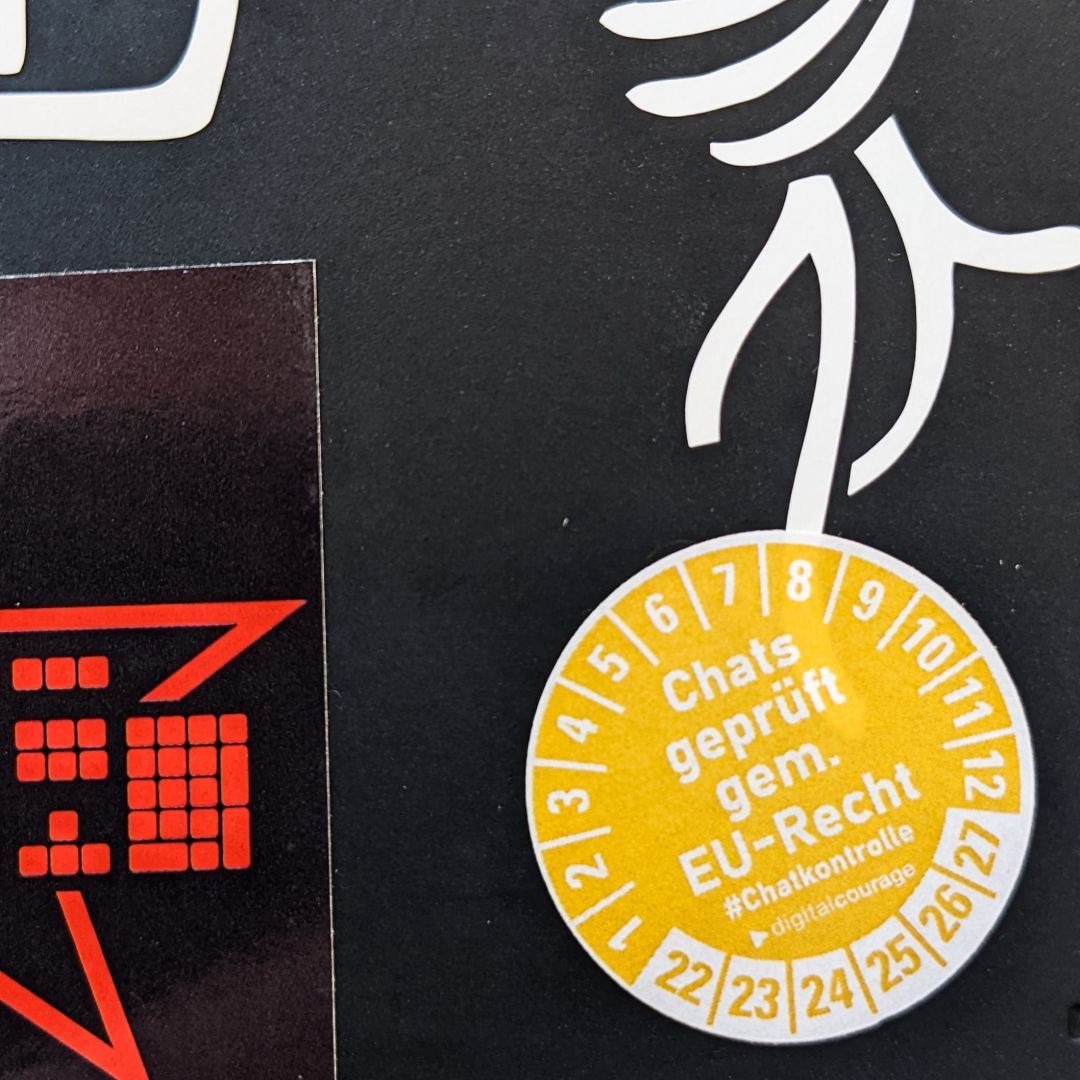 1 2 3 4 5 6 7 8 9 10 11 12
Chats
geprüft
gem.
EU-Recht
#Chatkontrolle
digitalcourage
22 23 24 25 26 27